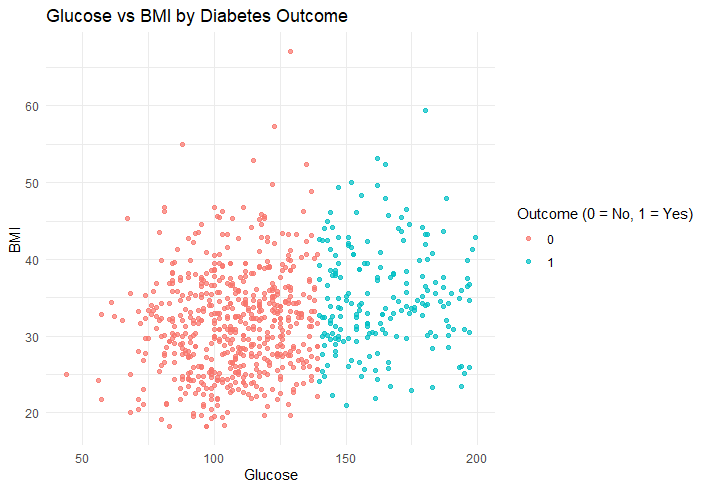 Glucose vs BMI by Diabetes Outcome
60
50
40
30
20
BMI
50
100
150
200
Glucose
Outcome (0 = No, 1 = Yes)
0
1